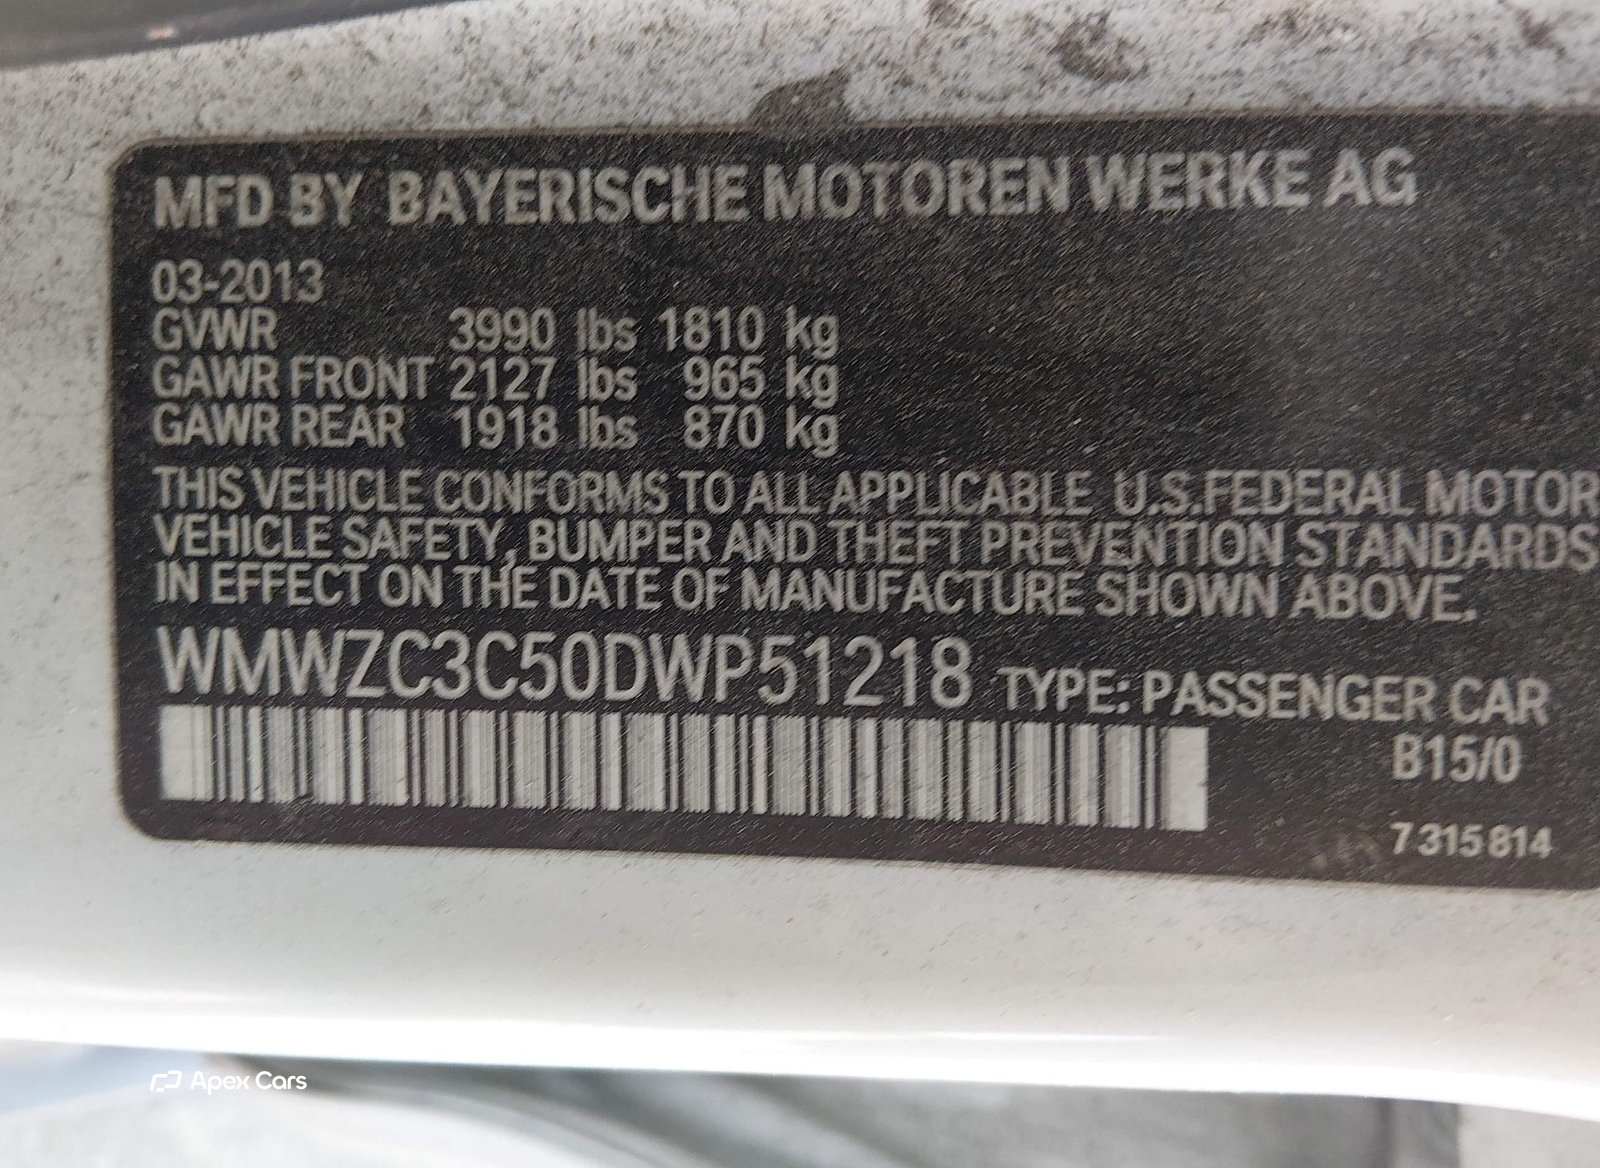 MFD BY BAYERISCHE MOTOREN WERKE AG
03-2013
GVWR 3990 lbs 1810 kg
GAWR FRONT 2127 lbs 965 kg
GAWR REAR 1918 lbs 870 kg
THIS VEHICLE CONFORMS TO ALL APPLICABLE U.S.FEDERAL MOTOR
VEHICLE SAFETY, BUMPER AND THEFT PREVENTION STANDARDS
IN EFFECT ON THE DATE OF MANUFACTURE SHOWN ABOVE.
WMWZC3C50DWP51218 TYPE: PASSENGER CAR
B15/0
7315814
Apex Cars